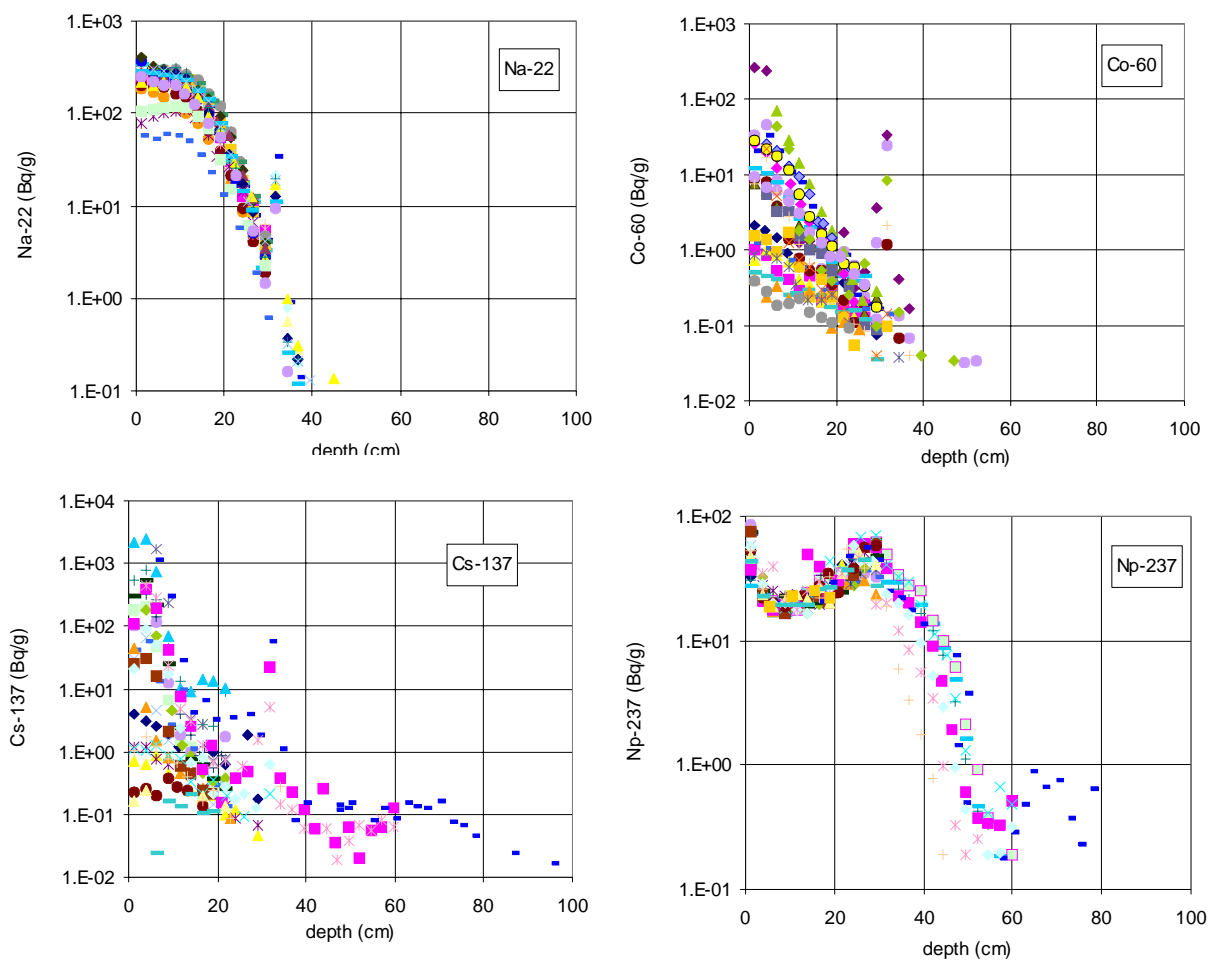 1.E+03
1.E+02
1.E+01
1.E+00
1.E-01
0 20 40 60 80 100
depth (cm)
Na-22 (Bq/g)
Na-22
1.E+03
1.E+02
1.E+01
1.E+00
1.E-01
1.E-02
0 20 40 60 80 100
depth (cm)
Co-60 (Bq/g)
Co-60
1.E+04
1.E+03
1.E+02
1.E+01
1.E+00
1.E-01
1.E-02
0 20 40 60 80 100
depth (cm)
Cs-137 (Bq/g)
Cs-137
1.E+02
1.E+01
1.E+00
1.E-01
0 20 40 60 80 100
depth (cm)
Np-237 (Bq/g)
Np-237